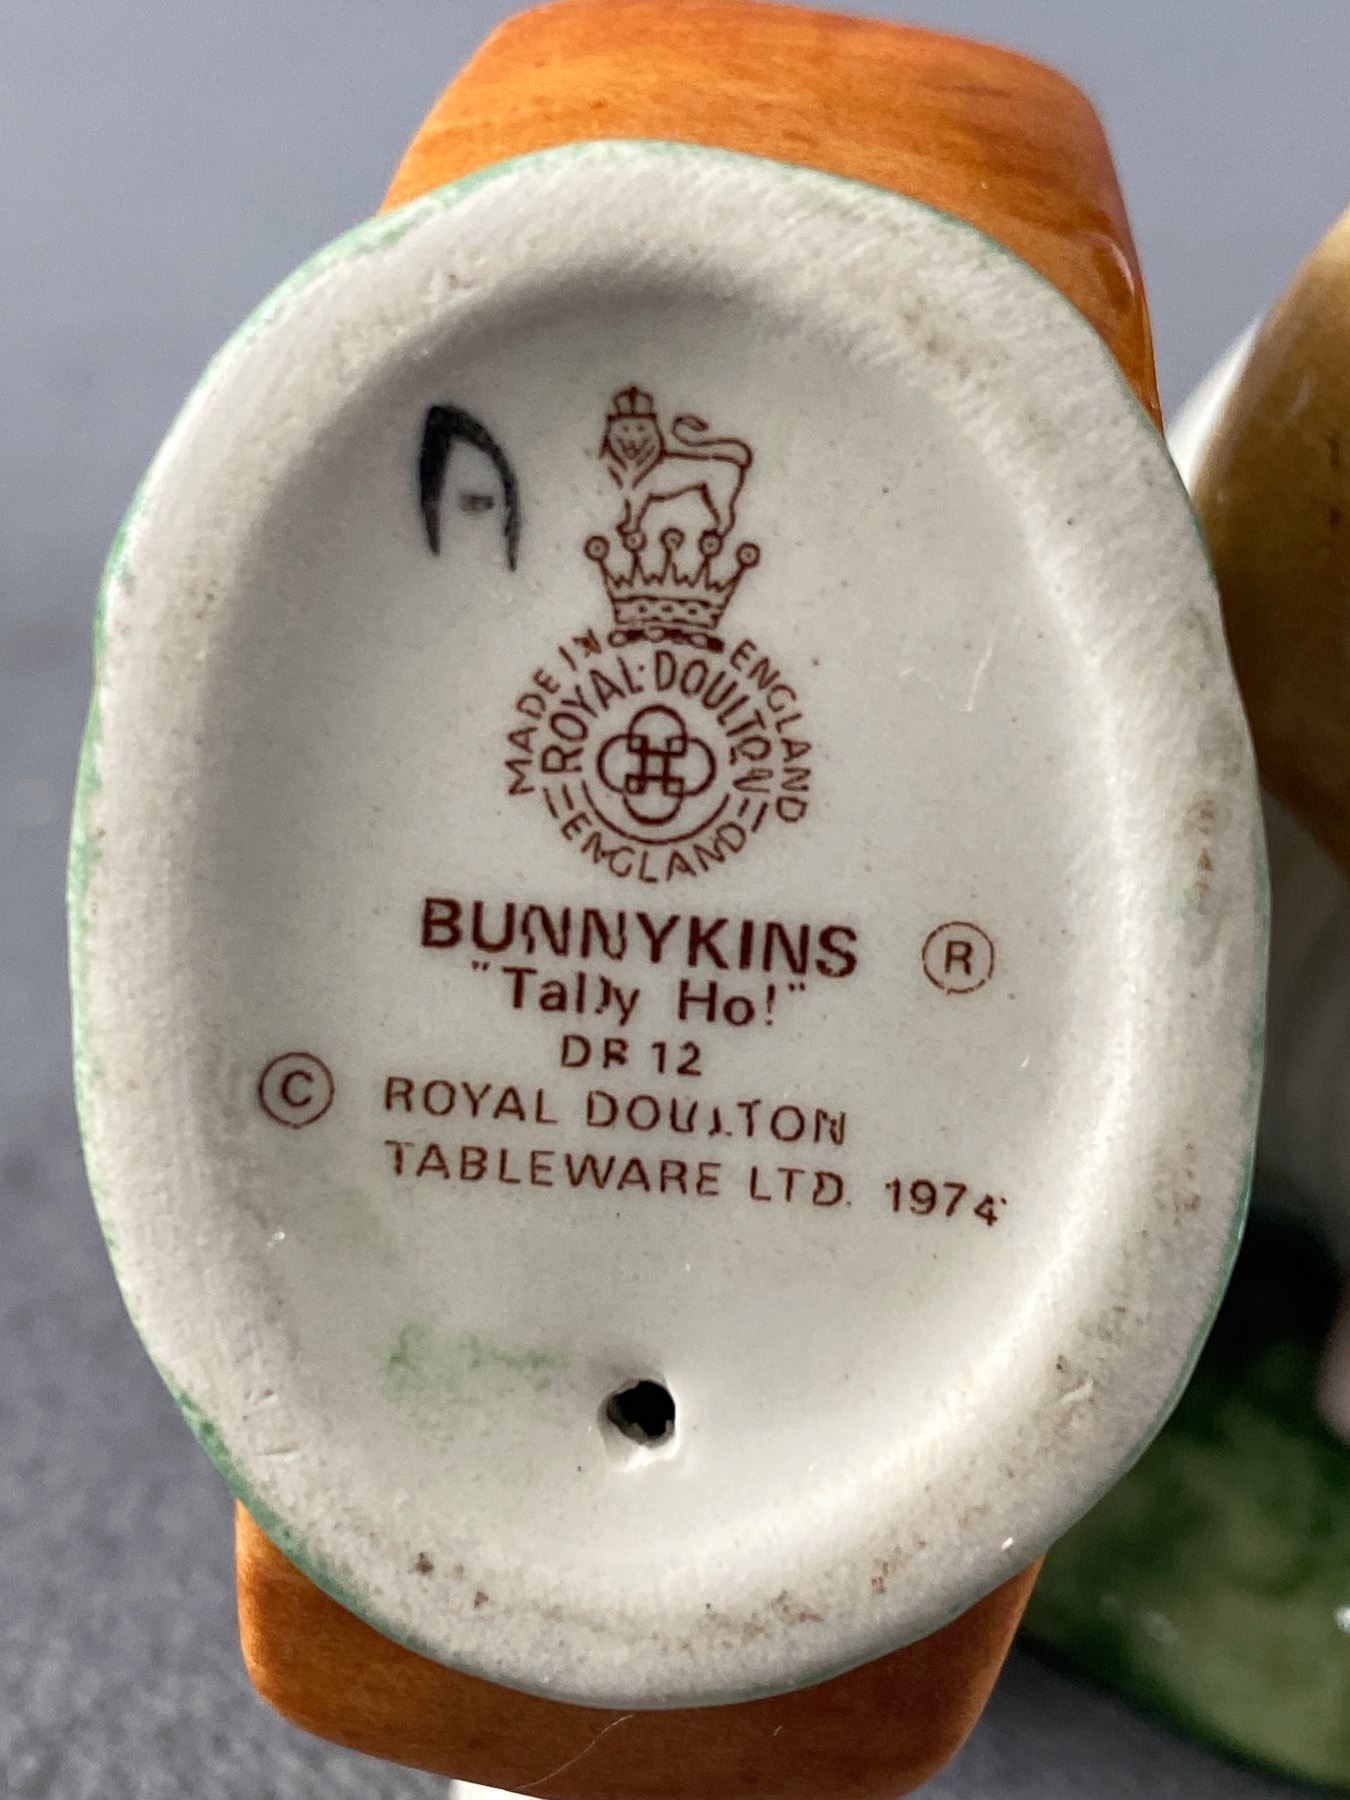 A
MADE IN ENGLAND
ROYAL·DOULTON
ENGLAND
BUNNYKINS ®
"Tally Ho!"
DB 12
© ROYAL DOULTON
TABLEWARE LTD. 1974